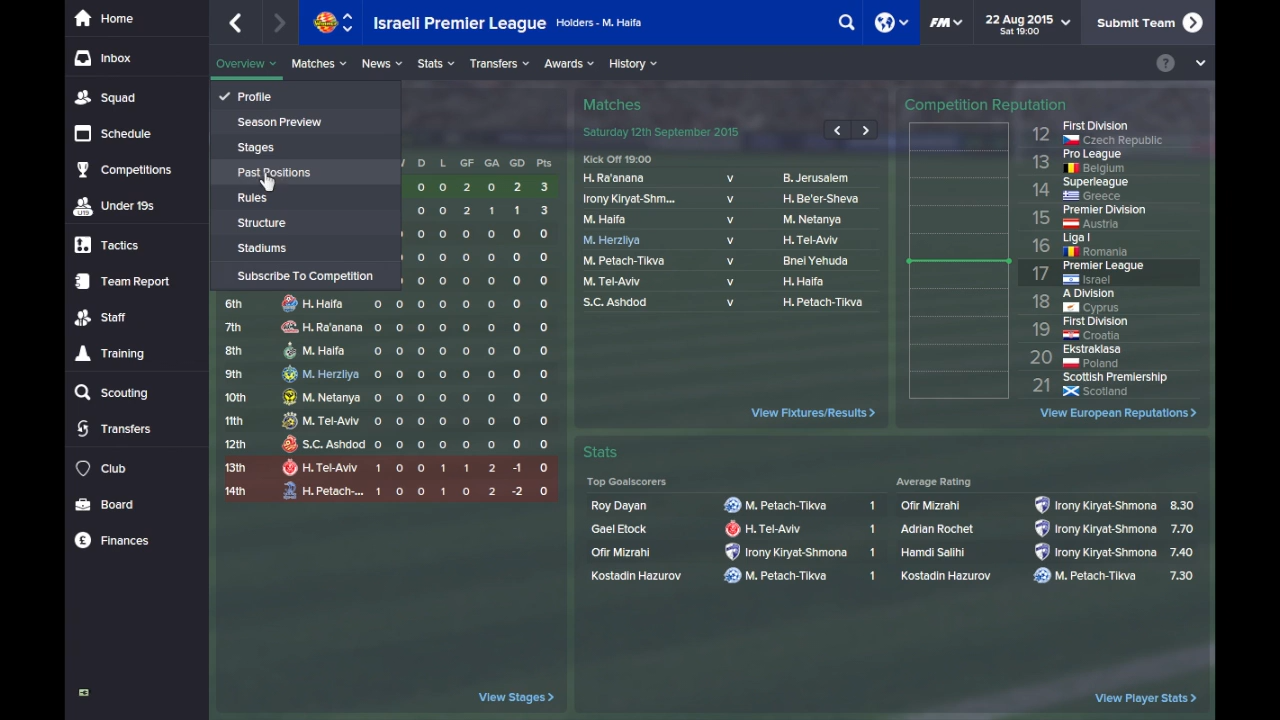 Home
Inbox
Squad
Schedule
Competitions
U19
Under 19s
Tactics
Team Report
Staff
Training
Scouting
Transfers
Club
Board
£ Finances
Israeli Premier League Holders - M. Haifa
FM 22 Aug 2015
Sat 19:00
Submit Team
Overview Matches News Stats Transfers Awards History ?
Profile
Season Preview
Stages
Past Positions
Rules
Structure
Stadiums
Subscribe To Competition
D L GF GA GD Pts
0 0 2 0 2 3
0 0 2 1 1 3
0 0 0 0 0 0
0 0 0 0 0 0
0 0 0 0 0 0
6th H. Haifa 0 0 0 0 0 0 0 0
7th H. Ra'anana 0 0 0 0 0 0 0 0
8th M. Haifa 0 0 0 0 0 0 0 0
9th M. Herzliya 0 0 0 0 0 0 0 0
10th M. Netanya 0 0 0 0 0 0 0 0
11th M. Tel-Aviv 0 0 0 0 0 0 0 0
12th S.C. Ashdod 0 0 0 0 0 0 0 0
13th H. Tel-Aviv 1 0 0 1 1 2 -1 0
14th H. Petach-... 1 0 0 1 0 2 -2 0
View Stages >
Matches
Saturday 12th September 2015
Kick Off 19:00
H. Ra'anana v B. Jerusalem
Irony Kiryat-Shm... v H. Be'er-Sheva
M. Haifa v M. Netanya
M. Herzliya v H. Tel-Aviv
M. Petach-Tikva v Bnei Yehuda
M. Tel-Aviv v H. Haifa
S.C. Ashdod v H. Petach-Tikva
View Fixtures/Results >
Competition Reputation
12 First Division
Czech Republic
13 Pro League
Belgium
14 Superleague
Greece
15 Premier Division
Austria
16 Liga I
Romania
17 Premier League
Israel
18 A Division
Cyprus
19 First Division
Croatia
20 Ekstraklasa
Poland
21 Scottish Premiership
Scotland
View European Reputations >
Stats
Top Goalscorers
Roy Dayan M. Petach-Tikva 1
Gael Etock H. Tel-Aviv 1
Ofir Mizrahi Irony Kiryat-Shmona 1
Kostadin Hazurov M. Petach-Tikva 1
Average Rating
Ofir Mizrahi Irony Kiryat-Shmona 8.30
Adrian Rochet Irony Kiryat-Shmona 7.70
Hamdi Salihi Irony Kiryat-Shmona 7.40
Kostadin Hazurov M. Petach-Tikva 7.30
View Player Stats >